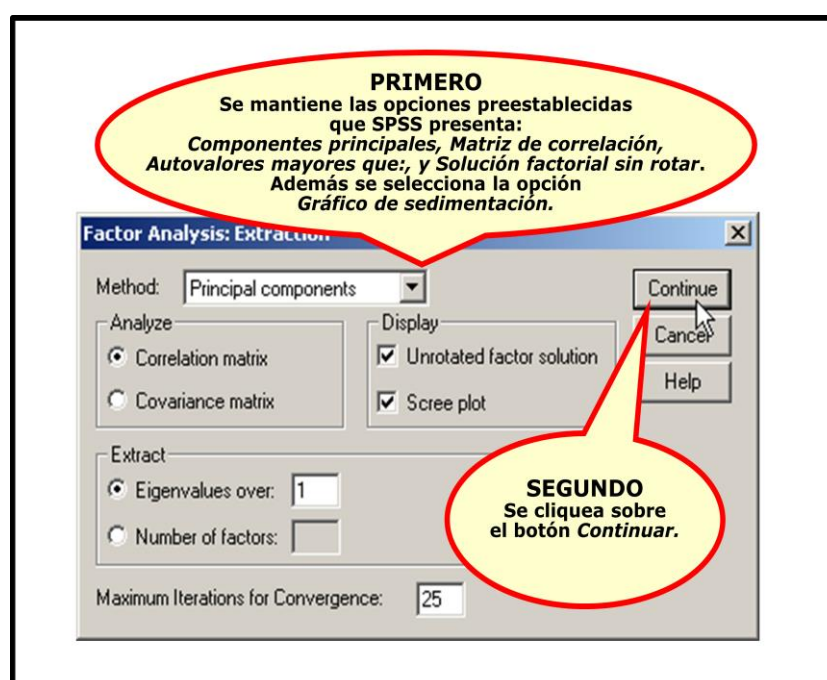 PRIMERO
Se mantiene las opciones preestablecidas
que SPSS presenta:
Componentes principales, Matriz de correlación,
Autovalores mayores que:, y Solución factorial sin rotar.
Además se selecciona la opción
Gráfico de sedimentación.
Factor Analysis: Extraction
Method: Principal components
Continue
Analyze
Display
Cancel
Correlation matrix
Unrotated factor solution
Help
Covariance matrix
Scree plot
Extract
Eigenvalues over: 1
Number of factors:
SEGUNDO
Se cliquea sobre
el botón Continuar.
Maximum Iterations for Convergence: 25